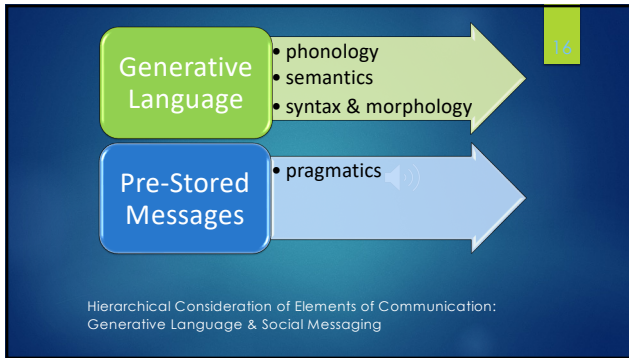 16
Generative
Language
• phonology
• semantics
• syntax & morphology
Pre-Stored
Messages
• pragmatics
Hierarchical Consideration of Elements of Communication:
Generative Language & Social Messaging